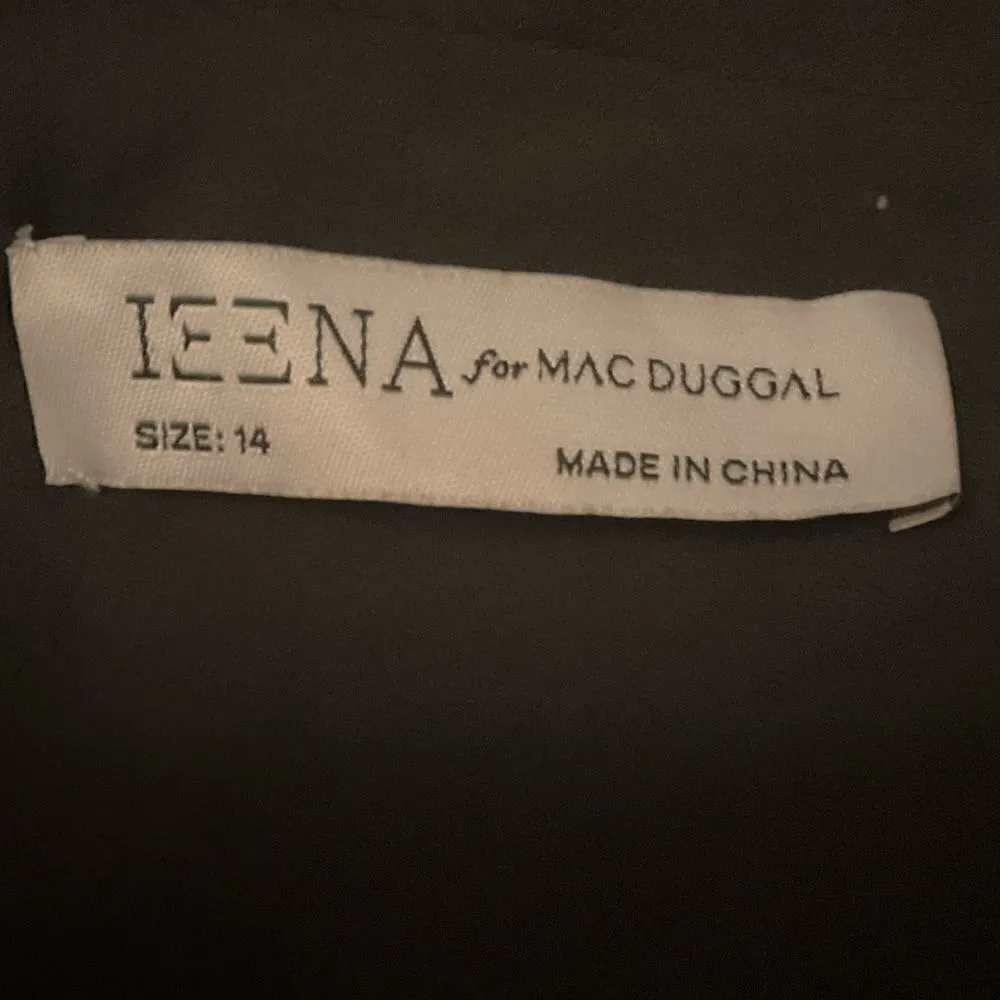 IEENA for MAC DUGGAL
SIZE: 14
MADE IN CHINA